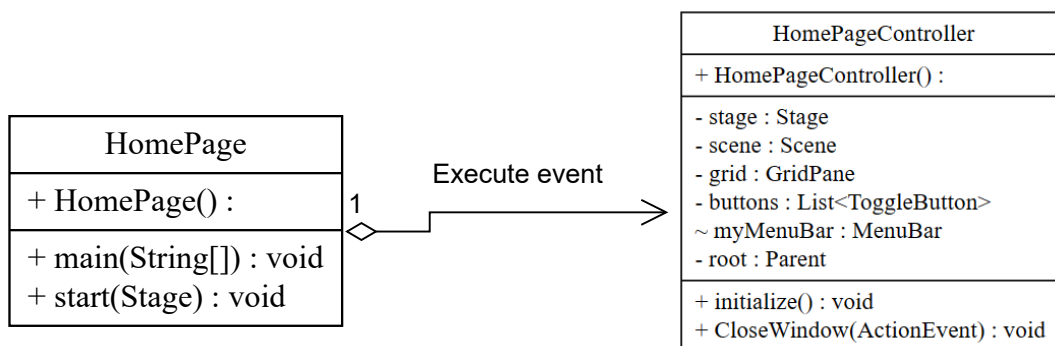 HomePage
+ HomePage() :
+ main(String[]) : void
+ start(Stage) : void
1
Execute event
HomePageController
+ HomePageController() :
- stage : Stage
- scene : Scene
- grid : GridPane
- buttons : List<ToggleButton>
~ myMenuBar : MenuBar
- root : Parent
+ initialize() : void
+ CloseWindow(ActionEvent) : void